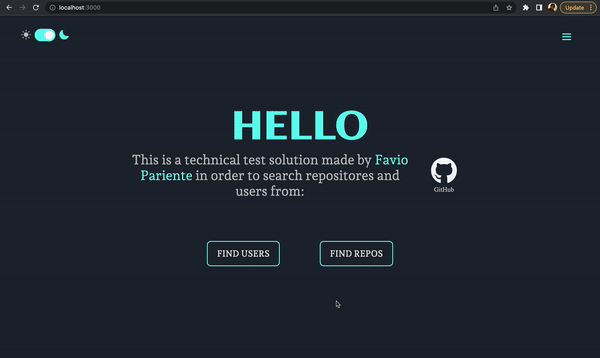 localhost:3000
Update
HELLO
This is a technical test solution made by Favio
Pariente in order to search repositores and
users from:
GitHub
FIND USERS
FIND REPOS